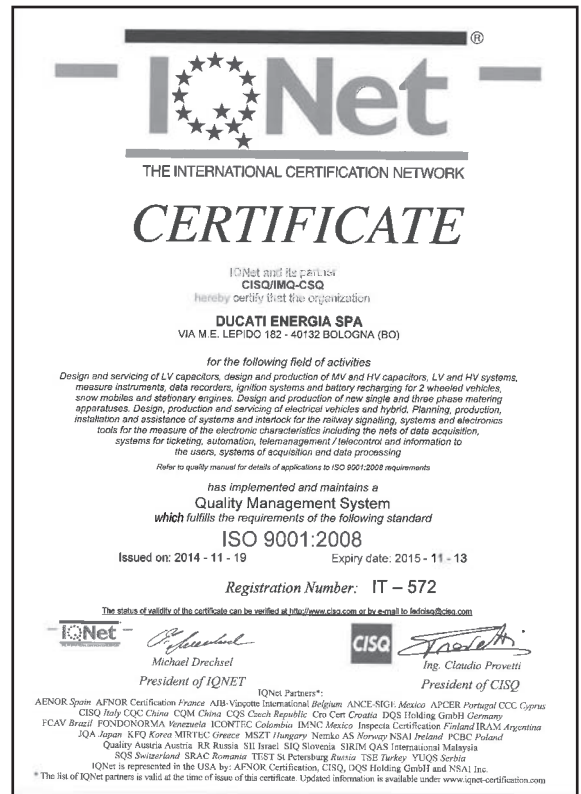 IQNet ®
THE INTERNATIONAL CERTIFICATION NETWORK
CERTIFICATE
IQNet and its partner
CISQ/IMQ-CSQ
hereby certify that the organization
DUCATI ENERGIA SPA
VIA M.E. LEPIDO 182 - 40132 BOLOGNA (BO)
for the following field of activities
Design and servicing of LV capacitors, design and production of MV and HV capacitors, LV and HV systems,
measure instruments, data recorders, ignition systems and battery recharging for 2 wheeled vehicles,
snow mobiles and stationary engines. Design and production of new single and three phase metering
apparatuses. Design, production and servicing of electrical vehicles and hybrid. Planning, production,
installation and assistance of systems and interlock for the railway signalling, systems and electronics
tools for the measure of the electronic characteristics including the nets of data acquisition,
systems for ticketing, automation, telemanagement / telecontrol and information to
the users, systems of acquisition and data processing
Refer to quality manual for details of applications to ISO 9001:2008 requirements
has implemented and maintains a
Quality Management System
which fulfills the requirements of the following standard
ISO 9001:2008
Issued on: 2014 - 11 - 19 Expiry date: 2015 - 11 - 13
Registration Number: IT – 572
The status of validity of the certificate can be verified at http://www.cisq.com or by e-mail to fedcisq@cisq.com
IQNet
CISQ
Michael Drechsel Ing. Claudio Provetti
President of IQNET President of CISQ
IQNet Partners*:
AENOR Spain AFNOR Certification France AIB-Vinçotte International Belgium ANCE-SIGE Mexico APCER Portugal CCC Cyprus
CISQ Italy CQC China CQM China CQS Czech Republic Cro Cert Croatia DQS Holding GmbH Germany
FCAV Brazil FONDONORMA Venezuela ICONTEC Colombia IMNC Mexico Inspecta Certification Finland IRAM Argentina
JQA Japan KFQ Korea MIRTEC Greece MSZT Hungary Nemko AS Norway NSAI Ireland PCBC Poland
Quality Austria Austria RR Russia SII Israel SIQ Slovenia SIRIM QAS International Malaysia
SQS Switzerland SRAC Romania TEST St Petersburg Russia TSE Turkey YUQS Serbia
IQNet is represented in the USA by: AFNOR Certification, CISQ, DQS Holding GmbH and NSAI Inc.
* The list of IQNet partners is valid at the time of issue of this certificate. Updated information is available under www.iqnet-certification.com